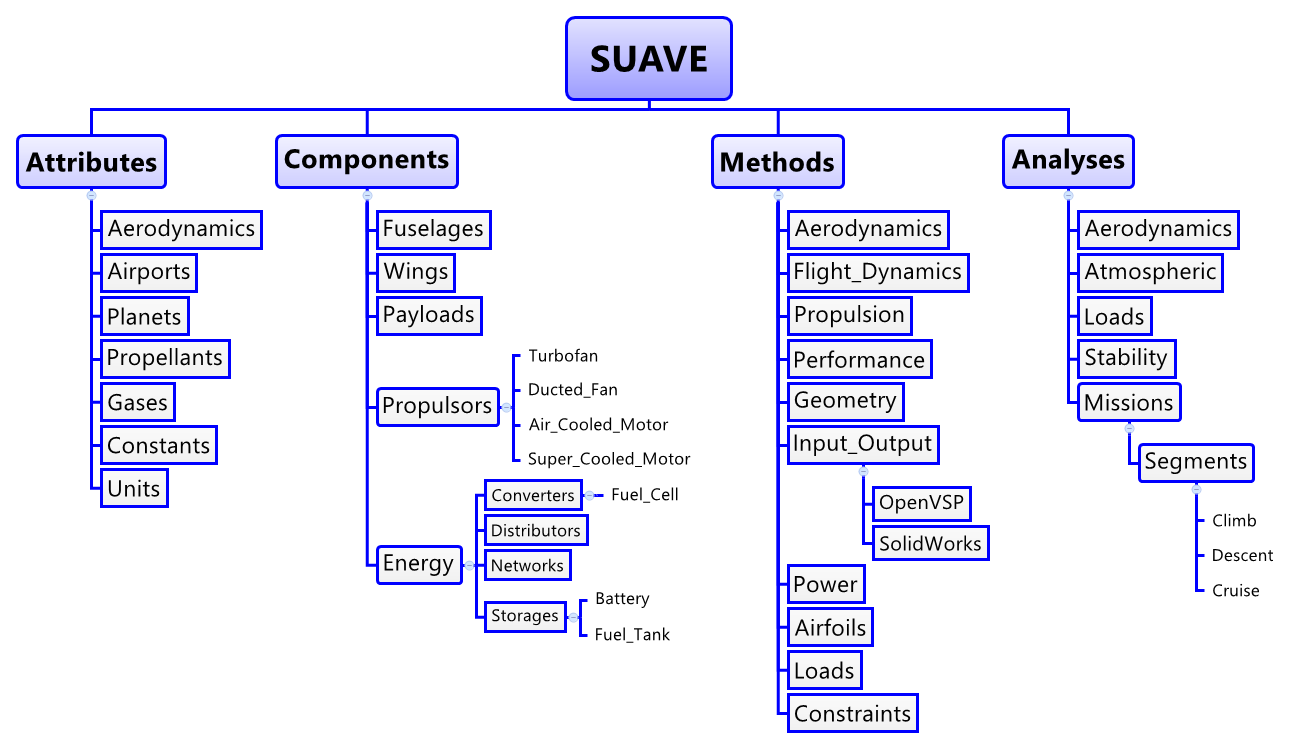 SUAVE
Attributes
Aerodynamics
Airports
Planets
Propellants
Gases
Constants
Units
Components
Fuselages
Wings
Payloads
Propulsors
Turbofan
Ducted_Fan
Air_Cooled_Motor
Super_Cooled_Motor
Energy
Converters
Fuel_Cell
Distributors
Networks
Storages
Battery
Fuel_Tank
Methods
Aerodynamics
Flight_Dynamics
Propulsion
Performance
Geometry
Input_Output
OpenVSP
SolidWorks
Power
Airfoils
Loads
Constraints
Analyses
Aerodynamics
Atmospheric
Loads
Stability
Missions
Segments
Climb
Descent
Cruise